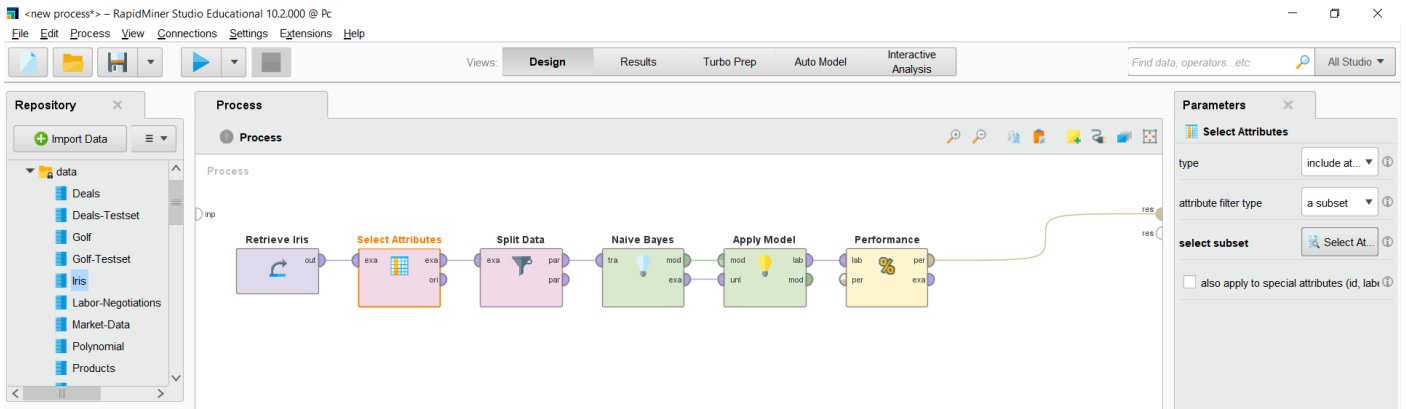 <new process*> – RapidMiner Studio Educational 10.2.000 @ Pc
File Edit Process View Connections Settings Extensions Help
Views: Design Results Turbo Prep Auto Model Interactive Analysis
Find data, operators...etc All Studio
Repository
Import Data
data
Deals
Deals-Testset
Golf
Golf-Testset
Iris
Labor-Negotiations
Market-Data
Polynomial
Products
Process
Process
Process
inp
res
res
Retrieve Iris
out
Select Attributes
exa exa
ori
Split Data
exa par
par
Naive Bayes
tra mod
exa
Apply Model
mod lab
unl mod
Performance
lab per
per exa
%
Parameters
Select Attributes
type include at...
attribute filter type a subset
select subset Select At...
also apply to special attributes (id, labe